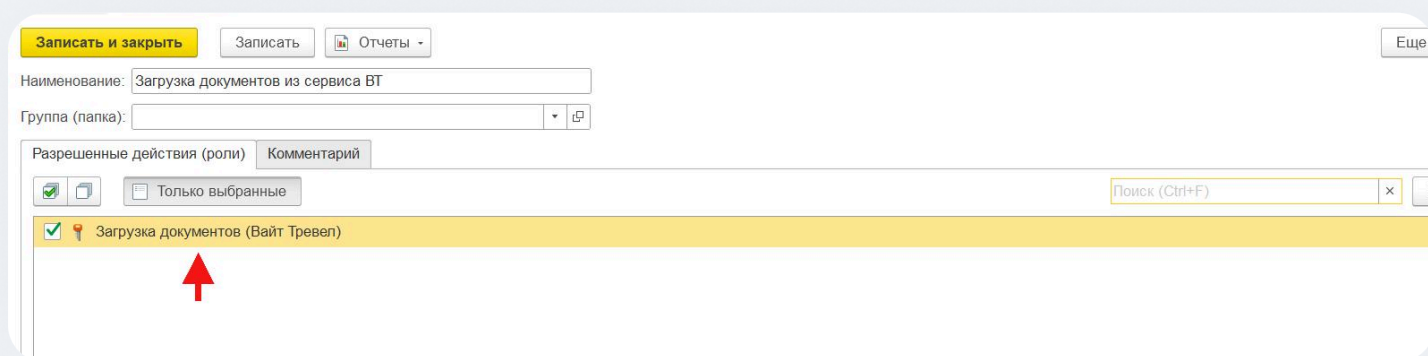 Записать и закрыть Записать Отчеты Еще
Наименование: Загрузка документов из сервиса ВТ
Группа (папка):
Разрешенные действия (роли) Комментарий
Только выбранные Поиск (Ctrl+F)
Загрузка документов (Вайт Тревел)